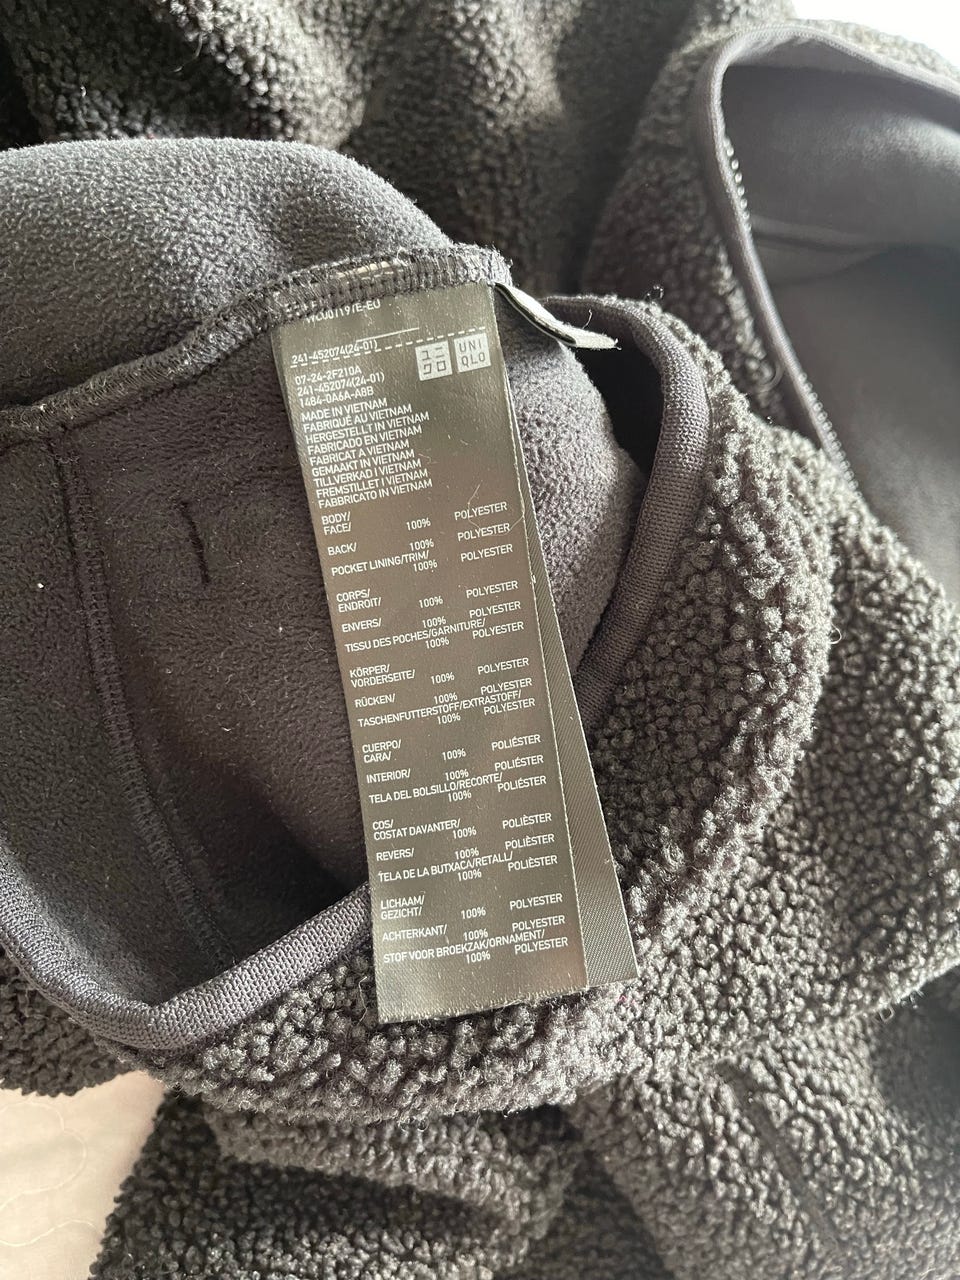 241-452074(24-01)
ユニ
クロ
UNI
QLO
07-24-2F210A
241-452074(24-01)
1484-0A6A-A8B
MADE IN VIETNAM
FABRIQUÉ AU VIETNAM
HERGESTELLT IN VIETNAM
FABRICADO EN VIETNAM
FABRICAT A VIETNAM
GEMAAKT IN VIETNAM
TILLVERKAD I VIETNAM
FREMSTILLET I VIETNAM
FABBRICATO IN VIETNAM
BODY/
FACE/ 100% POLYESTER
BACK/ 100% POLYESTER
POCKET LINING/TRIM/
100% POLYESTER
CORPS/
ENDROIT/ 100% POLYESTER
ENVERS/ 100% POLYESTER
TISSU DES POCHES/GARNITURE/
100% POLYESTER
KÖRPER/
VORDERSEITE/ 100% POLYESTER
RÜCKEN/ 100% POLYESTER
TASCHENFUTTERSTOFF/EXTRASTOFF/
100% POLYESTER
CUERPO/
CARA/ 100% POLIÉSTER
INTERIOR/ 100% POLIÉSTER
TELA DEL BOLSILLO/RECORTE/
100% POLIÉSTER
COS/
COSTAT DAVANTER/
100% POLIÈSTER
REVERS/ 100% POLIÈSTER
TELA DE LA BUTXACA/RETALL/
100% POLIÈSTER
LICHAAM/
GEZICHT/ 100% POLYESTER
ACHTERKANT/ 100% POLYESTER
STOF VOOR BROEKZAK/ORNAMENT/
100% POLYESTER